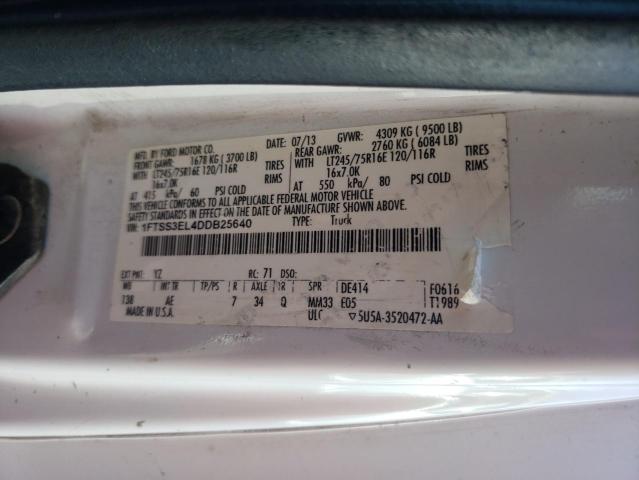 MFG. BY FORD MOTOR CO. DATE: 07/13 GVWR: 4309 KG ( 9500 LB)
FRONT GAWR: 1678 KG ( 3700 LB) REAR GAWR: 2760 KG ( 6084 LB)
WITH LT245/75R16E 120/116R TIRES WITH LT245/75R16E 120/116R TIRES
16x7.0K RIMS 16x7.0K RIMS
AT 415 kPa/ 60 PSI COLD AT 550 kPa/ 80 PSI COLD
THIS VEHICLE CONFORMS TO ALL APPLICABLE FEDERAL MOTOR VEHICLE
SAFETY STANDARDS IN EFFECT ON THE DATE OF MANUFACTURE SHOWN ABOVE.
VIN: 1FTSS3EL4DDB25640 TYPE: Truck
EXT PNT: YZ RC: 71 DSO:
WB INT TR TP/PS R AXLE TR SPR DE414 F0616
138 AE 7 34 Q MM33 E05 T1989
MADE IN U.S.A. ULC ▽5U5A-3520472-AA